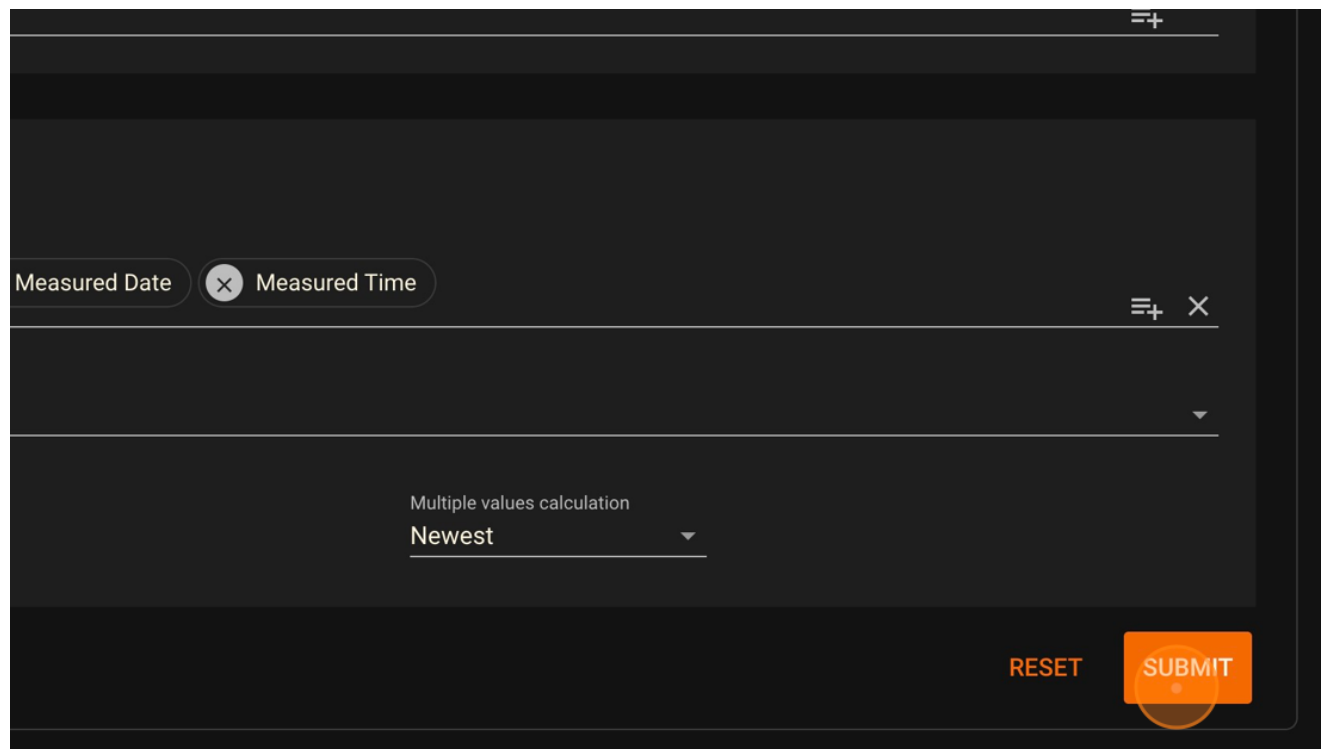 Measured Date Measured Time
Multiple values calculation
Newest
RESET SUBMIT